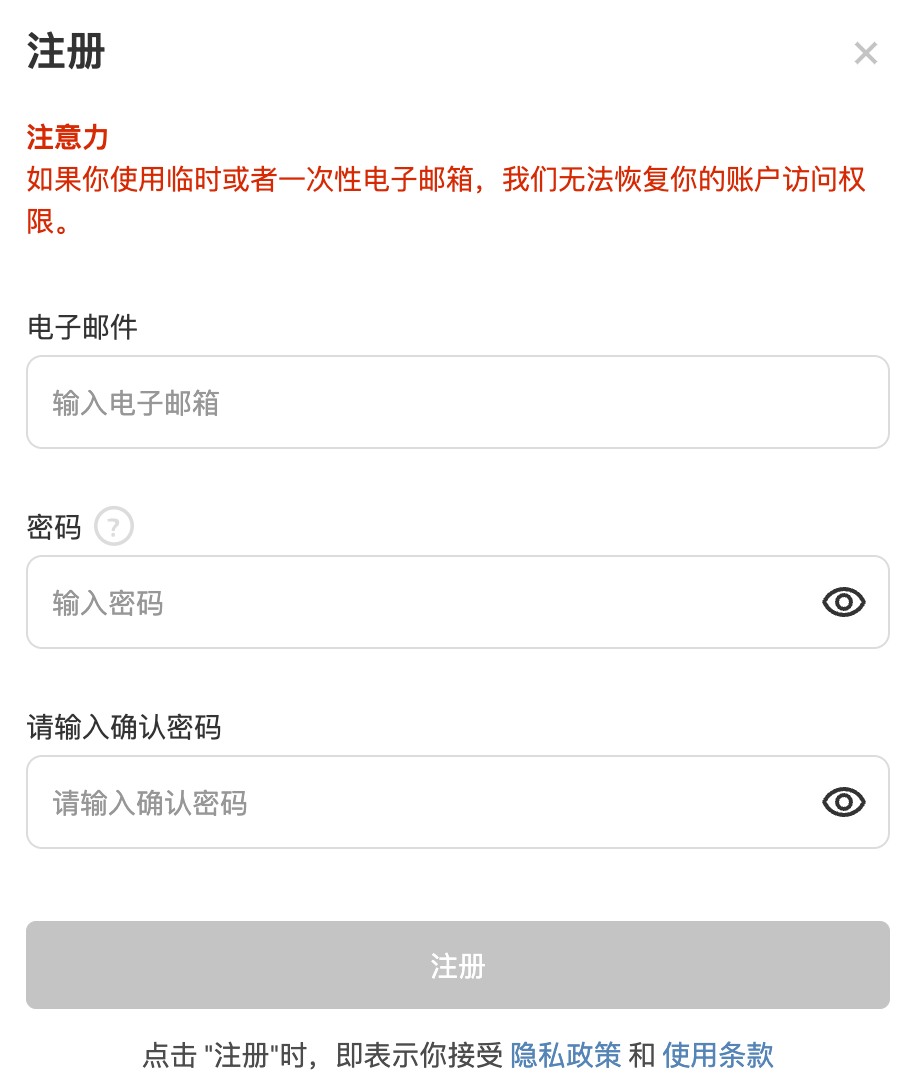 注册
注意力
如果你使用临时或者一次性电子邮箱，我们无法恢复你的账户访问权
限。
电子邮件
输入电子邮箱
密码 ?
输入密码
请输入确认密码
请输入确认密码
注册
点击 "注册"时，即表示你接受 隐私政策 和 使用条款